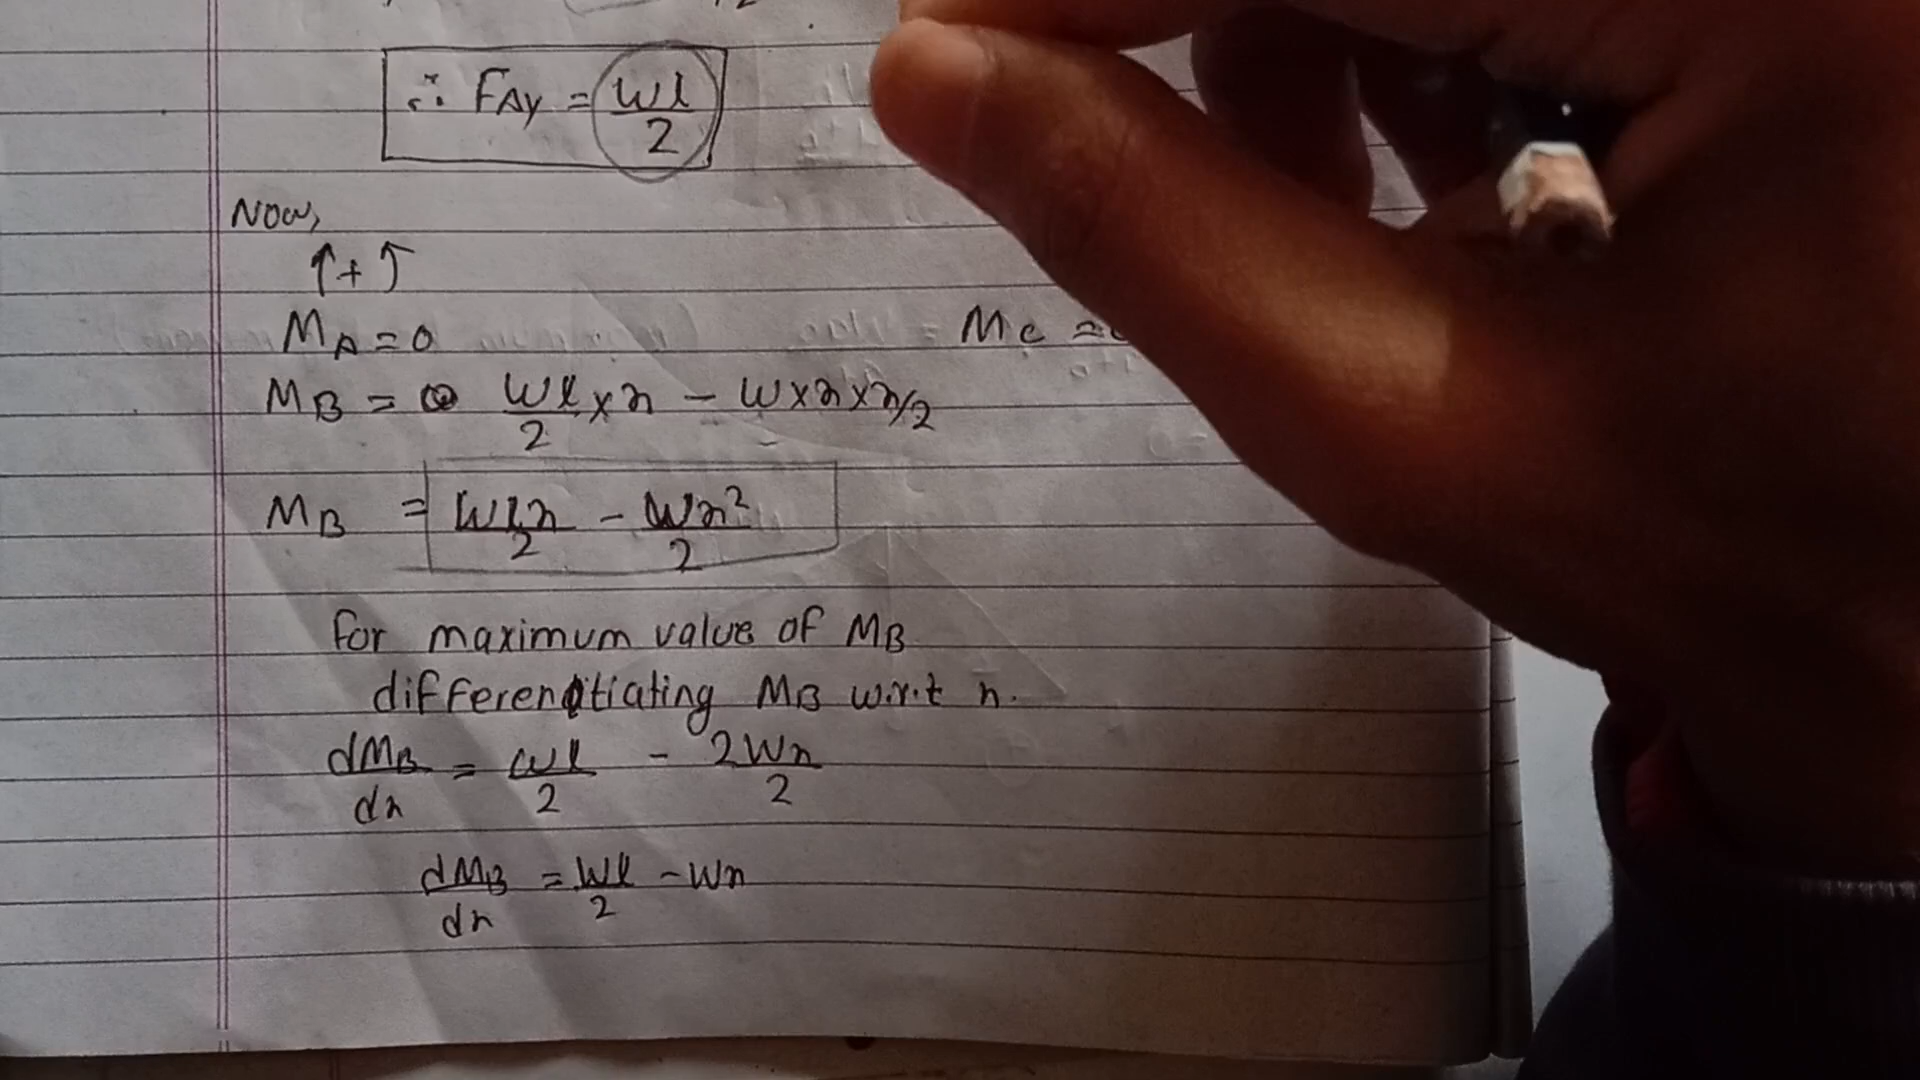 ∴ FAy = wl/2
Now,
↑ + ↑
MA = 0
MC =
MB = wl/2 × x - w × x × x/2
MB = wlx/2 - wx²/2
For maximum value of MB
differentiating MB w.r.t x.
dMB/dx = wl/2 - 2wx/2
dMB/dx = wl/2 - wx